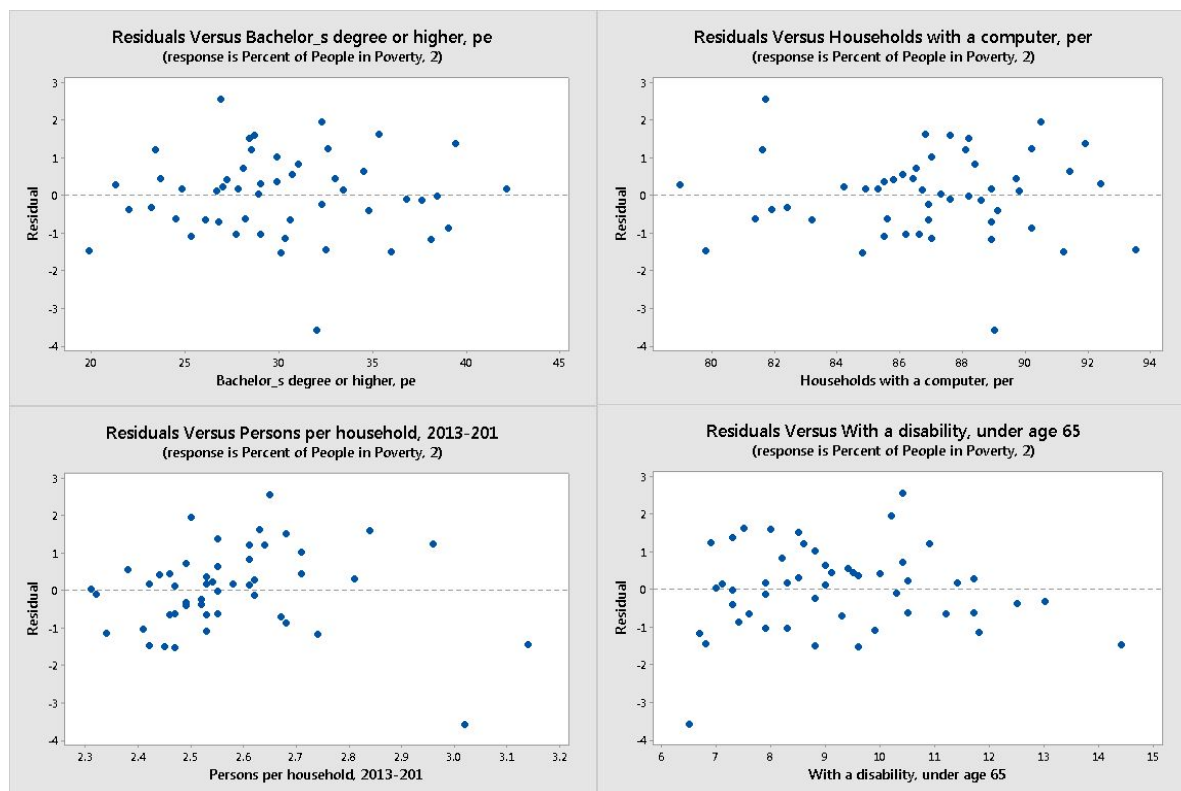 Residuals Versus Bachelor_s degree or higher, pe
(response is Percent of People in Poverty, 2)
3
2
1
0
-1
-2
-3
-4
Residual
20 25 30 35 40 45
Bachelor_s degree or higher, pe
Residuals Versus Households with a computer, per
(response is Percent of People in Poverty, 2)
3
2
1
0
-1
-2
-3
-4
Residual
80 82 84 86 88 90 92 94
Households with a computer, per
Residuals Versus Persons per household, 2013-201
(response is Percent of People in Poverty, 2)
3
2
1
0
-1
-2
-3
-4
Residual
2.3 2.4 2.5 2.6 2.7 2.8 2.9 3.0 3.1 3.2
Persons per household, 2013-201
Residuals Versus With a disability, under age 65
(response is Percent of People in Poverty, 2)
3
2
1
0
-1
-2
-3
-4
Residual
6 7 8 9 10 11 12 13 14 15
With a disability, under age 65